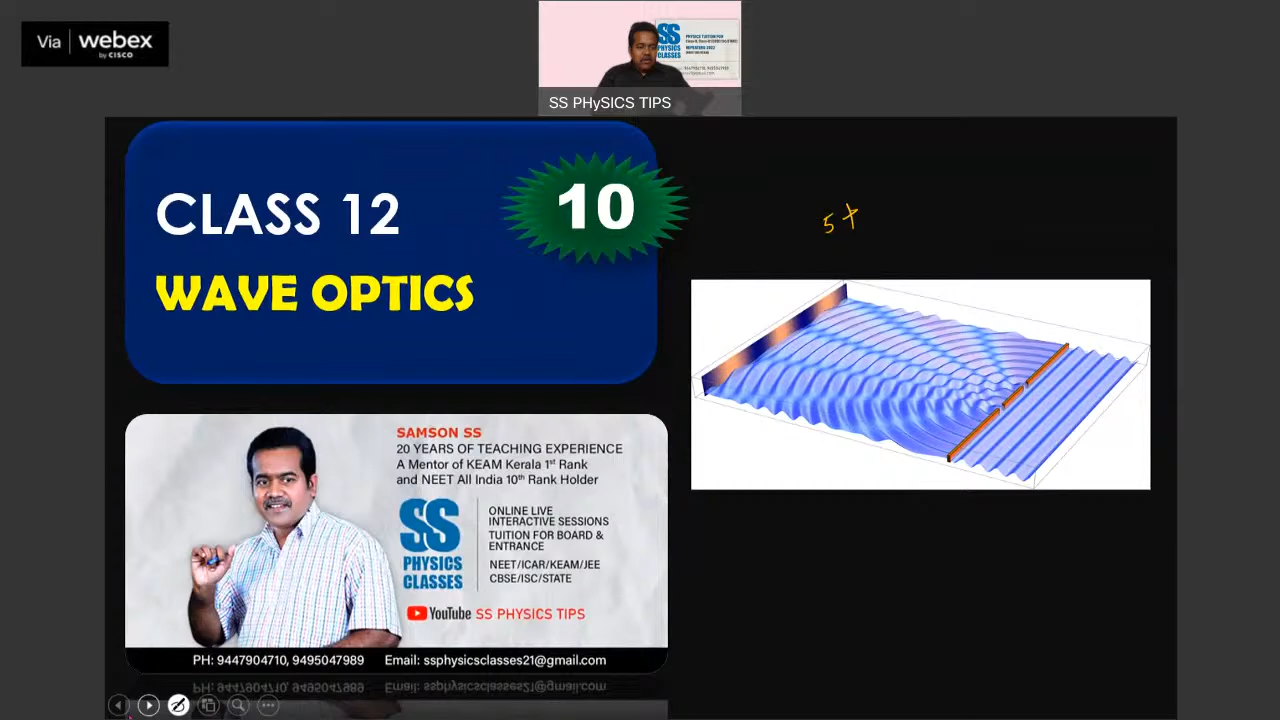 Via webex
by CISCO
SS
PHYSICS
CLASSES
SS PHySICS TIPS
CLASS 12
10
WAVE OPTICS
5+
SAMSON SS
20 YEARS OF TEACHING EXPERIENCE
A Mentor of KEAM Kerala 1st Rank
and NEET All India 10th Rank Holder
SS
PHYSICS
CLASSES
ONLINE LIVE
INTERACTIVE SESSIONS
TUITION FOR BOARD &
ENTRANCE
NEET/ICAR/KEAM/JEE
CBSE/ISC/STATE
YouTube SS PHYSICS TIPS
PH: 9447904710, 9495047989 Email: ssphysicsclasses21@gmail.com